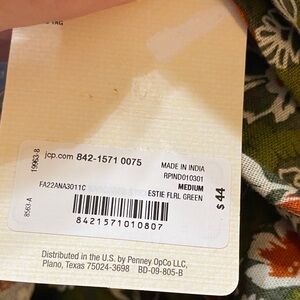 jcp.com 842-1571 0075
MADE IN INDIA
RPIND010301
FA22ANA3011C
MEDIUM
ESTIE FLRL GREEN
$44
19963-8
8563-A
8421571010807
Distributed in the U.S. by Penney OpCo LLC,
Plano, Texas 75024-3698 BD-09-805-B